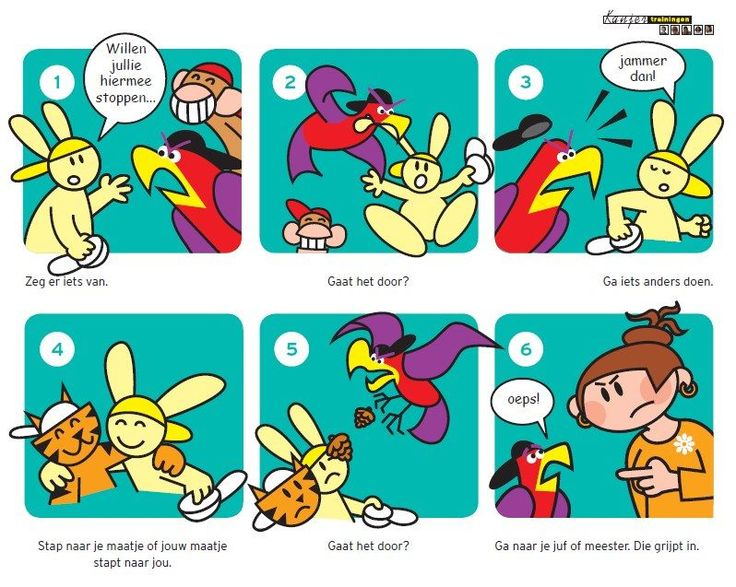 Kanjertrainingen
1
Willen
jullie
hiermee
stoppen...
2
3
jammer
dan!
Zeg er iets van.
Gaat het door?
Ga iets anders doen.
4
5
6
oeps!
Stap naar je maatje of jouw maatje
stapt naar jou.
Gaat het door?
Ga naar je juf of meester. Die grijpt in.